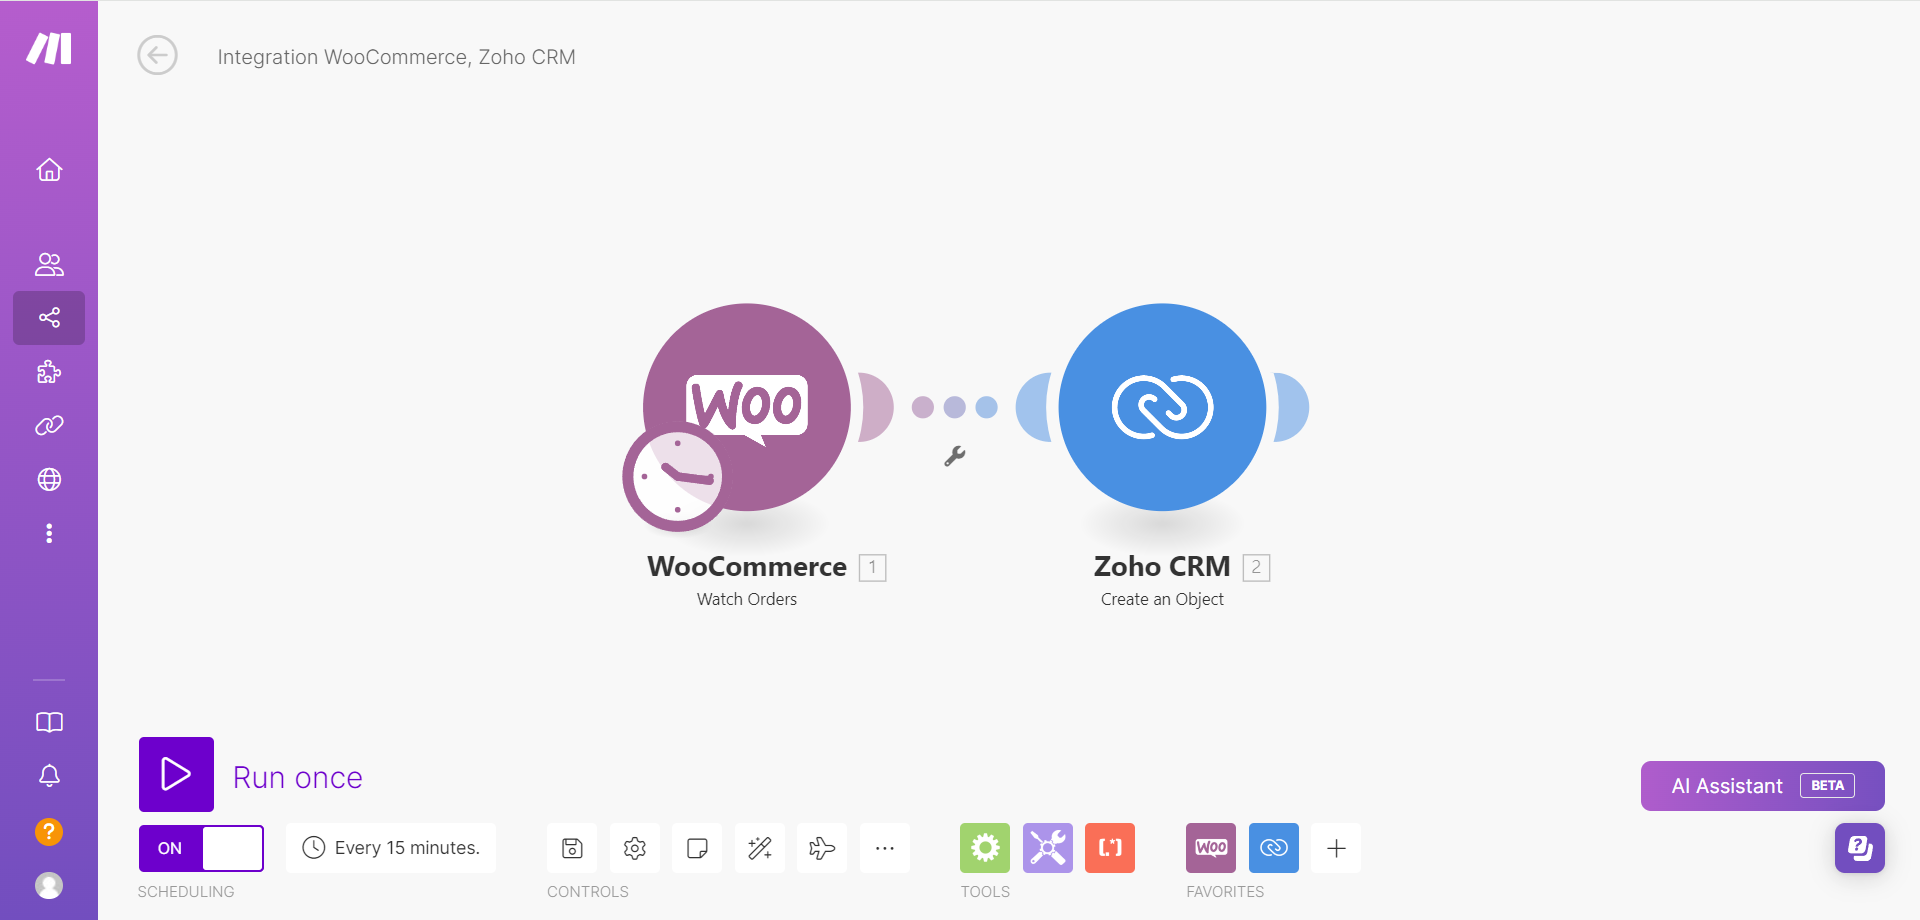 Integration WooCommerce, Zoho CRM
WOO
WooCommerce 1
Watch Orders
Zoho CRM 2
Create an Object
Run once
AI Assistant BETA
ON
Every 15 minutes.
[.*]
WOO
?
?
SCHEDULING
CONTROLS
TOOLS
FAVORITES